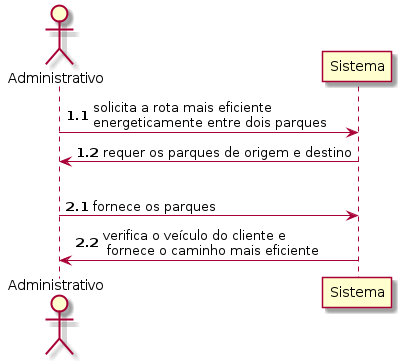 Administrativo
Sistema
1.1 solicita a rota mais eficiente
energeticamente entre dois parques
1.2 requer os parques de origem e destino
2.1 fornece os parques
2.2 verifica o veículo do cliente e
fornece o caminho mais eficiente
Administrativo
Sistema